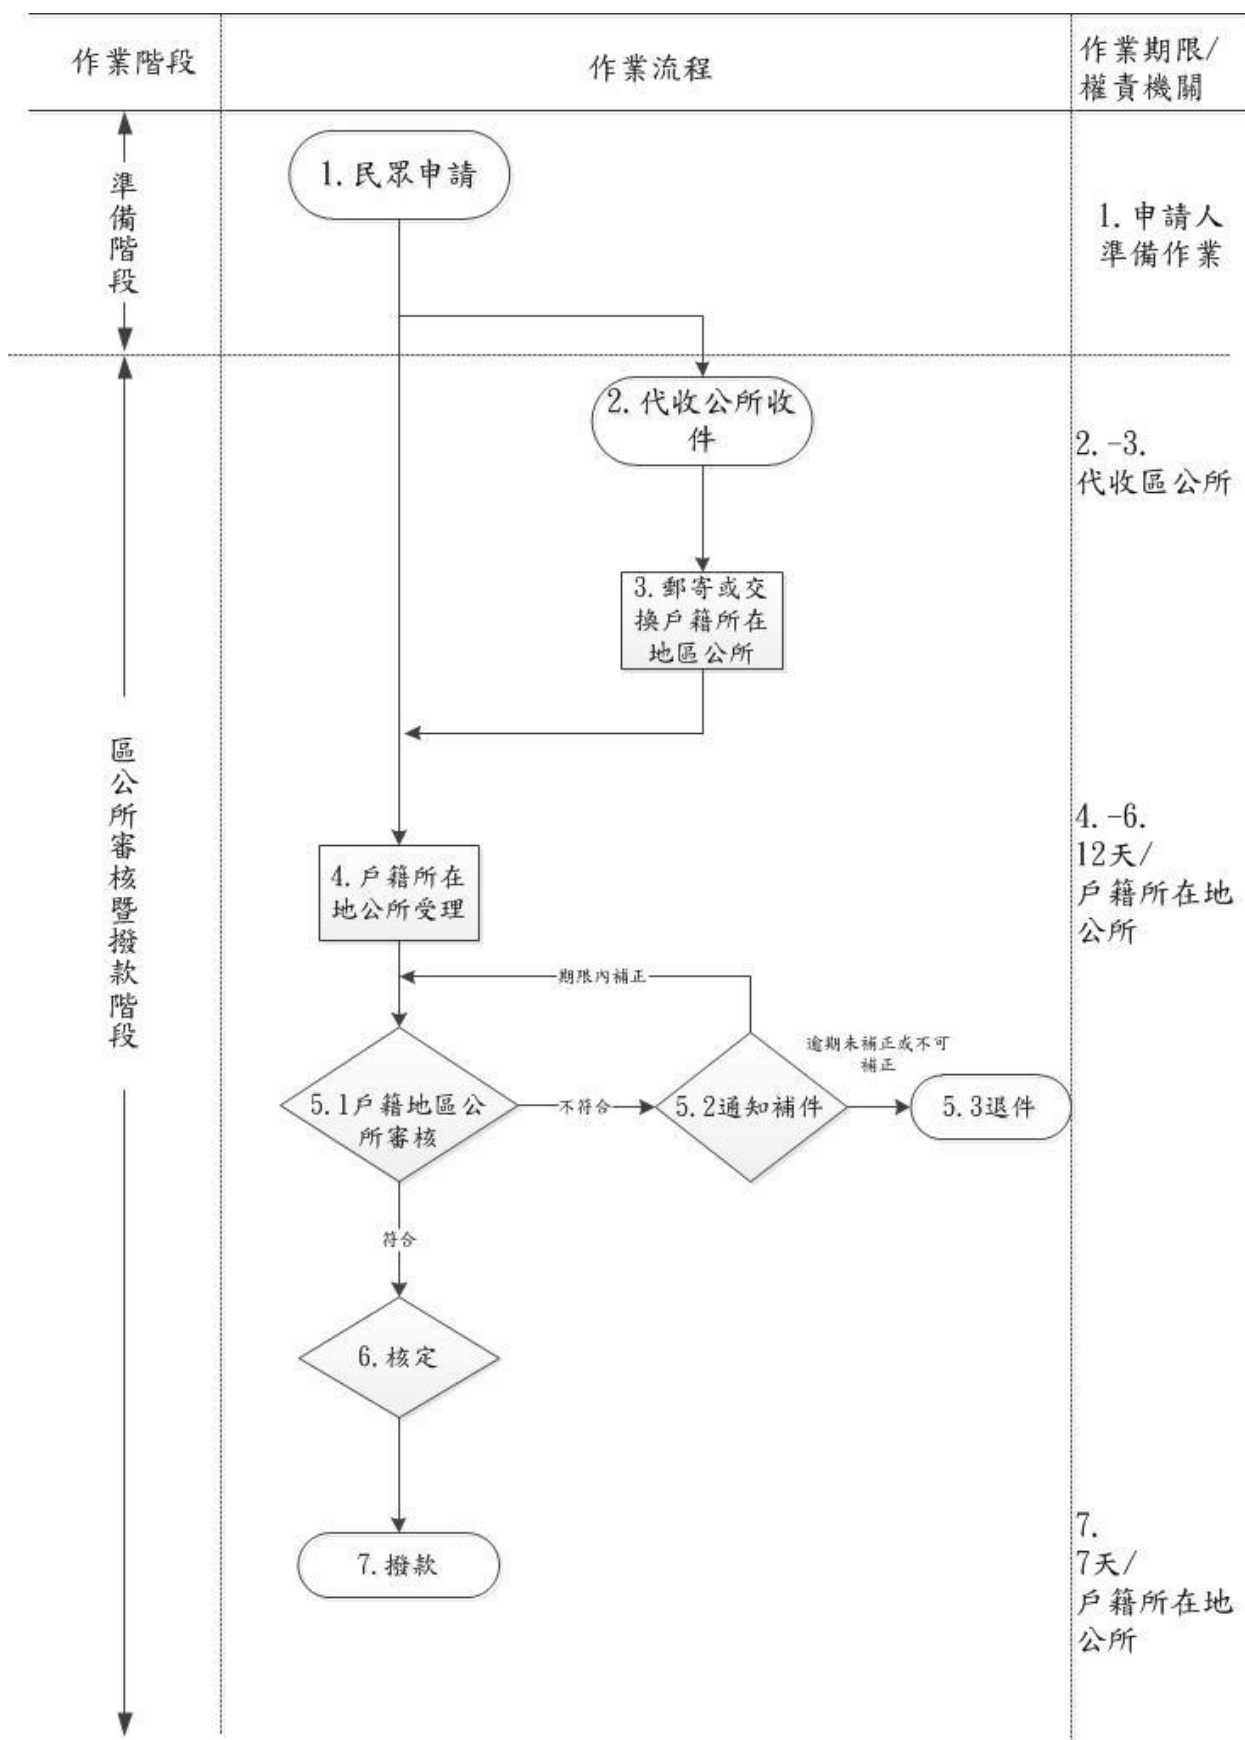 作業階段
作業流程
作業期限/
權責機關
準備階段
1.民眾申請
1.申請人
準備作業
區公所審核暨撥款階段
2.代收公所收
件
2.-3.
代收區公所
3.郵寄或交
換戶籍所在
地區公所
4.戶籍所在
地公所受理
4.-6.
12天/
戶籍所在地
公所
期限內補正
5.1戶籍地區公
所審核
不符合
5.2通知補件
逾期未補正或不可
補正
5.3退件
符合
6.核定
7.撥款
7.
7天/
戶籍所在地
公所